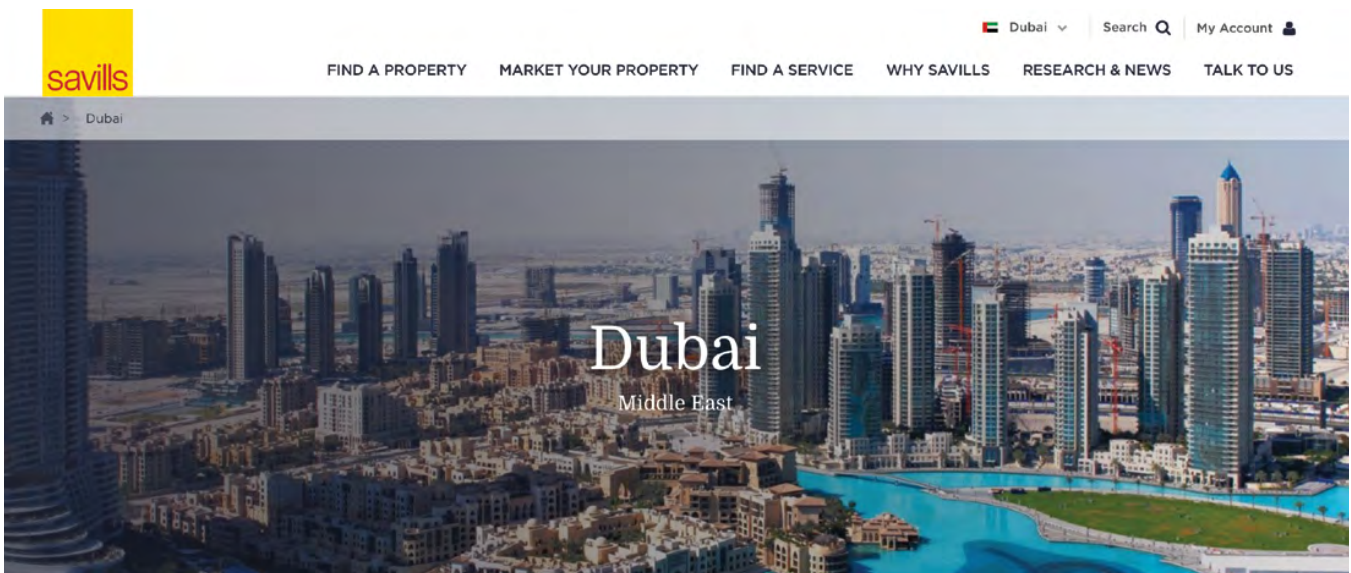 Dubai
Search
My Account
savills
FIND A PROPERTY
MARKET YOUR PROPERTY
FIND A SERVICE
WHY SAVILLS
RESEARCH & NEWS
TALK TO US
> Dubai
Dubai
Middle East